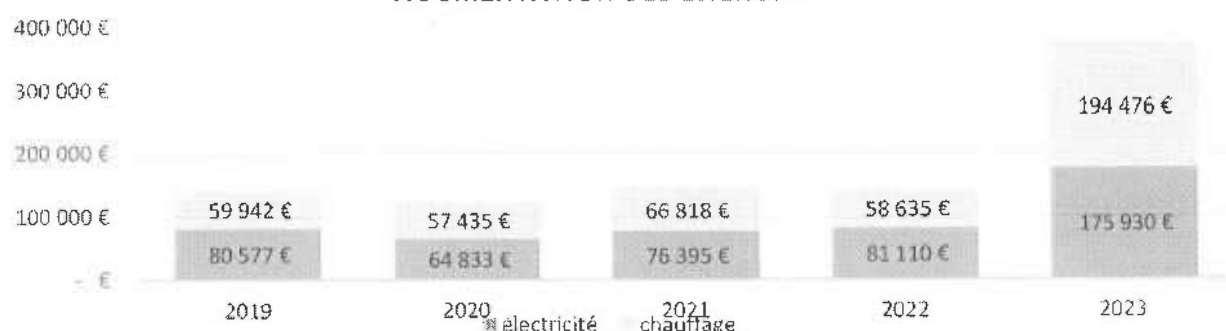 400 000 €
300 000 €
194 476 €
200 000 €
100 000 €
59 942 €
57 435 €
66 818 €
58 635 €
175 930 €
80 577 €
64 833 €
76 395 €
81 110 €
- €
2019
2020
2021
2022
2023
électricité
chauffage